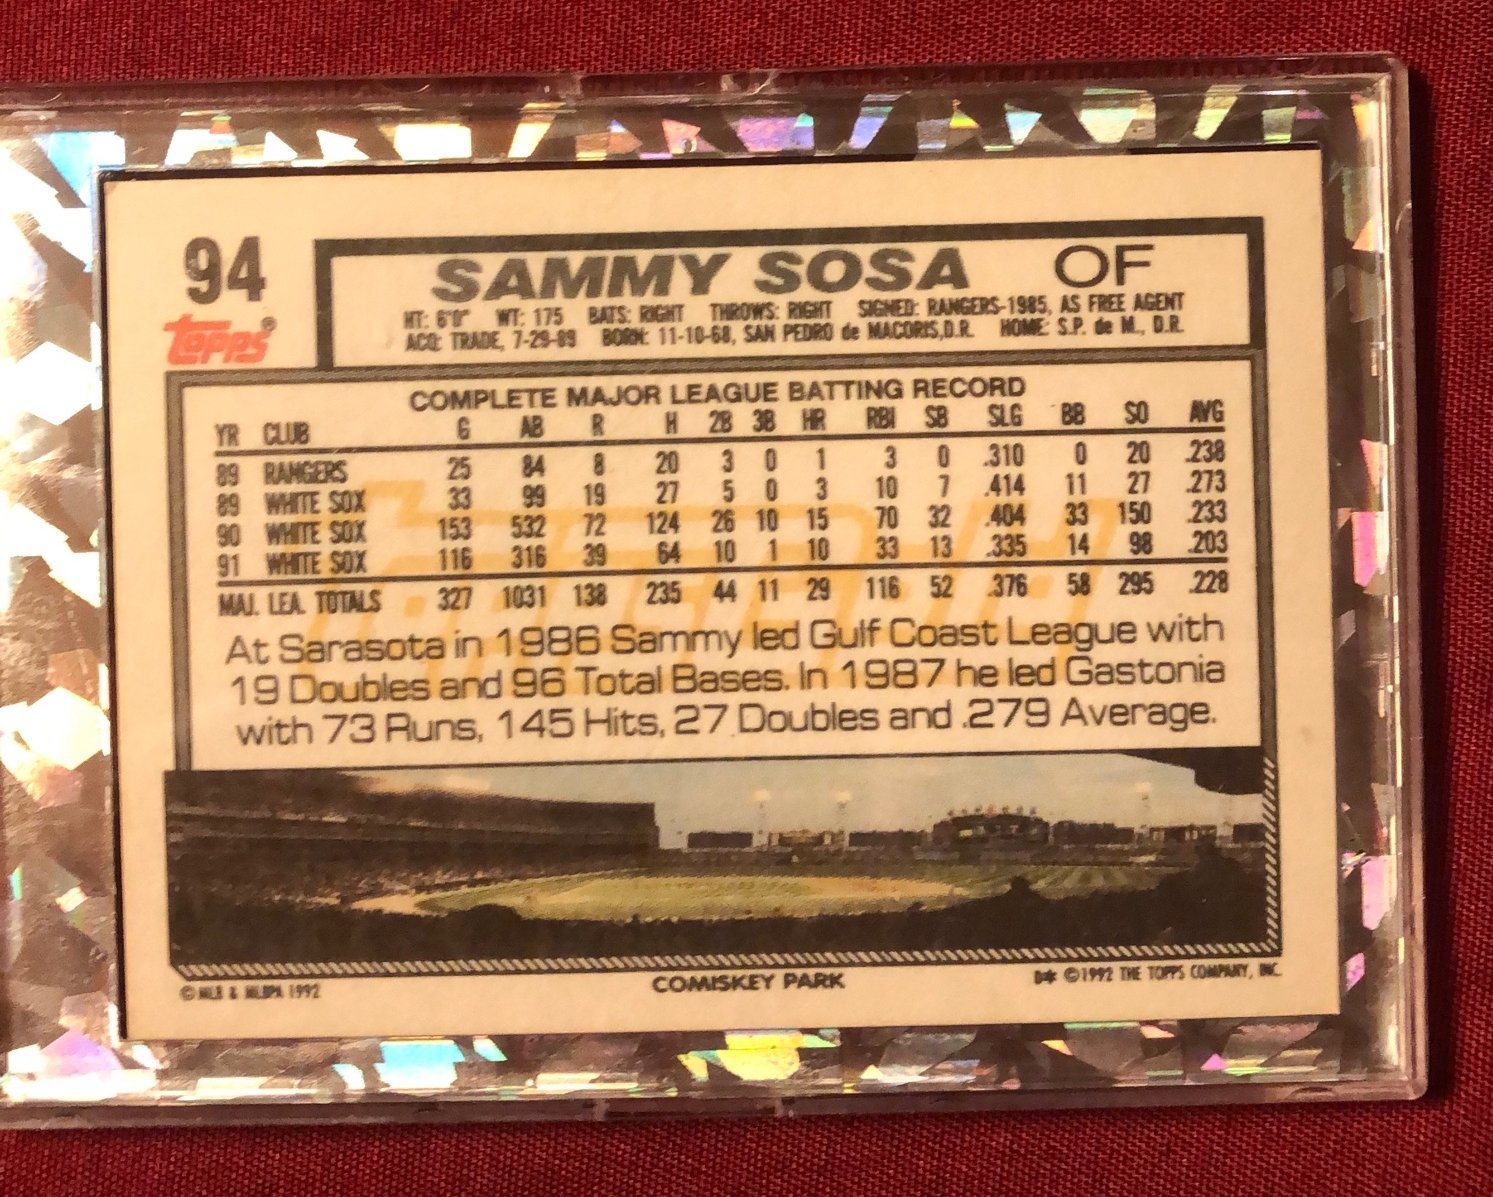 94
Topps®
SAMMY SOSA OF
HT: 6'0" WT: 175 BATS: RIGHT THROWS: RIGHT SIGNED: RANGERS-1985, AS FREE AGENT
ACQ: TRADE, 7-29-89 BORN: 11-10-68, SAN PEDRO de MACORIS, D.R. HOME: S.P. de M., D.R.
COMPLETE MAJOR LEAGUE BATTING RECORD
YR CLUB G AB R H 2B 3B HR RBI SB SLG BB SO AVG
89 RANGERS 25 84 8 20 3 0 1 3 0 .310 0 20 .238
89 WHITE SOX 33 99 19 27 5 0 3 10 7 .414 11 27 .273
90 WHITE SOX 153 532 72 124 26 10 15 70 32 .404 33 150 .233
91 WHITE SOX 116 316 39 64 10 1 10 33 13 .335 14 98 .203
MAJ. LEA. TOTALS 327 1031 138 235 44 11 29 116 52 .376 58 295 .228
At Sarasota in 1986 Sammy led Gulf Coast League with
19 Doubles and 96 Total Bases. In 1987 he led Gastonia
with 73 Runs, 145 Hits, 27 Doubles and .279 Average.
© MLB & MLBPA 1992 COMISKEY PARK D* © 1992 THE TOPPS COMPANY, INC.